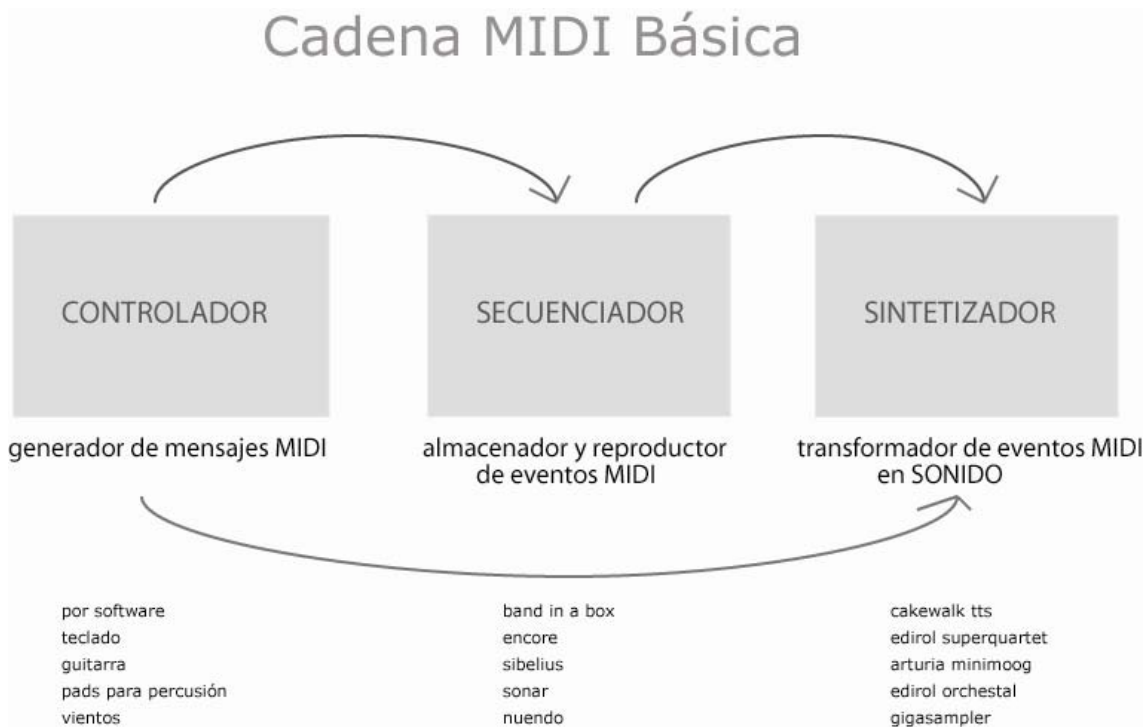 Cadena MIDI Básica
CONTROLADOR
SECUENCIADOR
SINTETIZADOR
generador de mensajes MIDI
almacenador y reproductor
de eventos MIDI
transformador de eventos MIDI
en SONIDO
por software
teclado
guitarra
pads para percusión
vientos
band in a box
encore
sibelius
sonar
nuendo
cakewalk tts
edirol superquartet
arturia minimoog
edirol orchestal
gigasampler